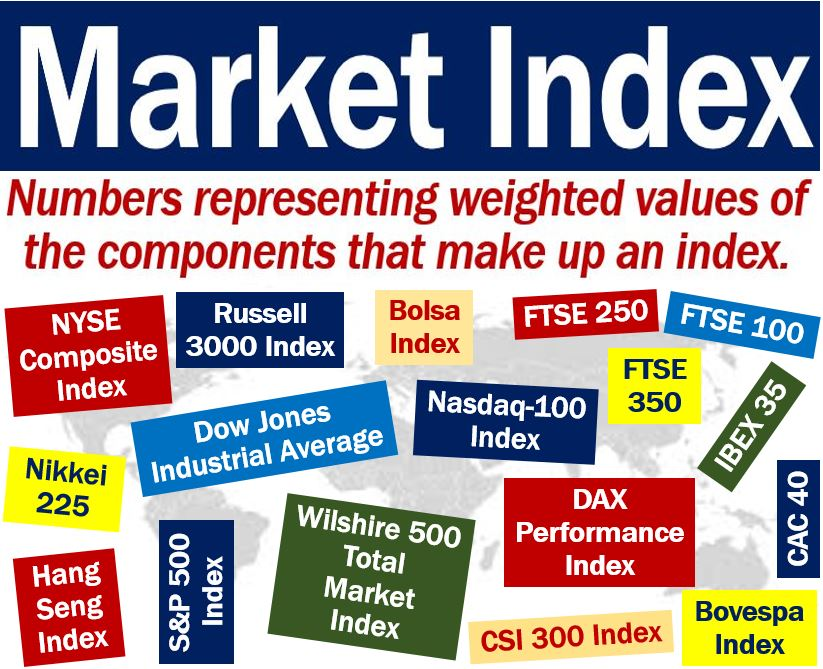 Market Index
Numbers representing weighted values of
the components that make up an index.
NYSE
Composite
Index
Russell
3000 Index
Bolsa
Index
FTSE 250
FTSE 100
Dow Jones
Industrial Average
Nasdaq-100
Index
FTSE
350
IBEX 35
Nikkei
225
S&P 500
Index
Wilshire 500
Total
Market
Index
DAX
Performance
Index
CAC 40
Hang
Seng
Index
CSI 300 Index
Bovespa
Index